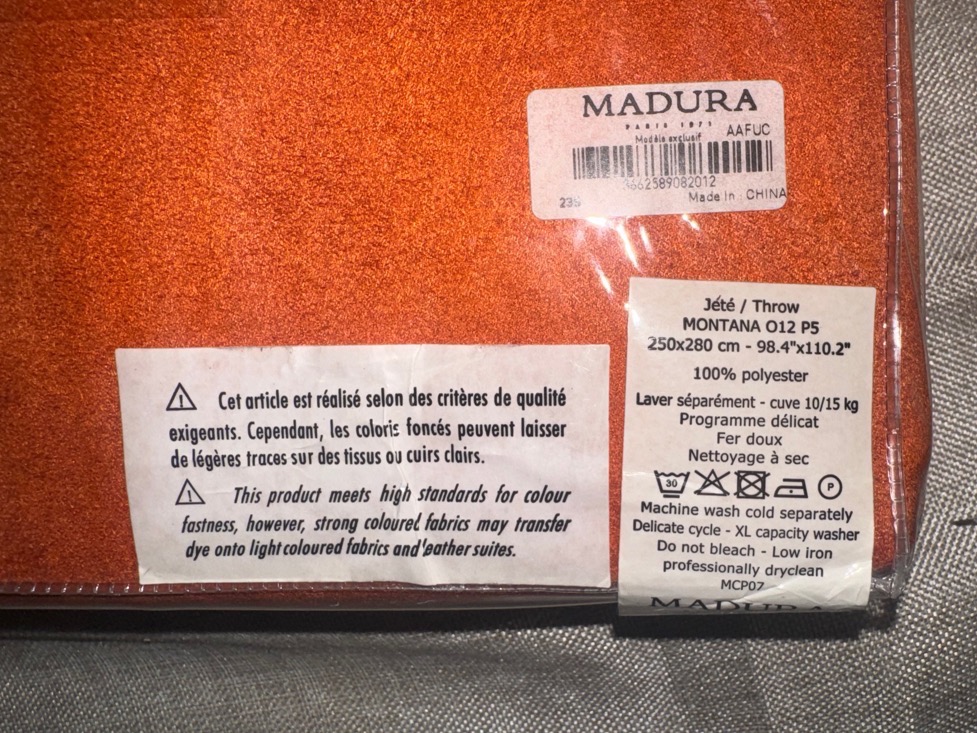 MADURA
PARIS 1971
Modèle exclusif AAFUC
3662589082012
Made In : CHINA
Jété / Throw
MONTANA O12 P5
250x280 cm - 98.4"x110.2"
100% polyester
Laver séparément - cuve 10/15 kg
Programme délicat
Fer doux
Nettoyage à sec
30 P
Machine wash cold separately
Delicate cycle - XL capacity washer
Do not bleach - Low iron
professionally dryclean
MCP07
MADURA
Cet article est réalisé selon des critères de qualité
exigeants. Cependant, les coloris foncés peuvent laisser
de légères traces sur des tissus ou cuirs clairs.
This product meets high standards for colour
fastness, however, strong coloured fabrics may transfer
dye onto light coloured fabrics and leather suites.